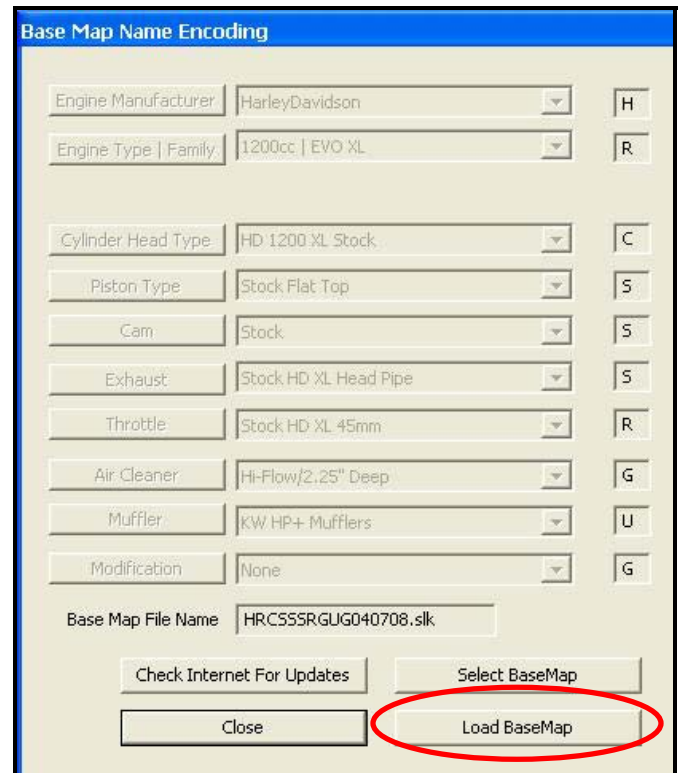 Base Map Name Encoding
Engine Manufacturer HarleyDavidson H
Engine Type | Family 1200cc | EVO XL R
Cylinder Head Type HD 1200 XL Stock C
Piston Type Stock Flat Top S
Cam Stock S
Exhaust Stock HD XL Head Pipe S
Throttle Stock HD XL 45mm R
Air Cleaner Hi-Flow/2.25" Deep G
Muffler KW HP+ Mufflers U
Modification None G
Base Map File Name HRCSSSRGUG040708.slk
Check Internet For Updates Select BaseMap
Close Load BaseMap